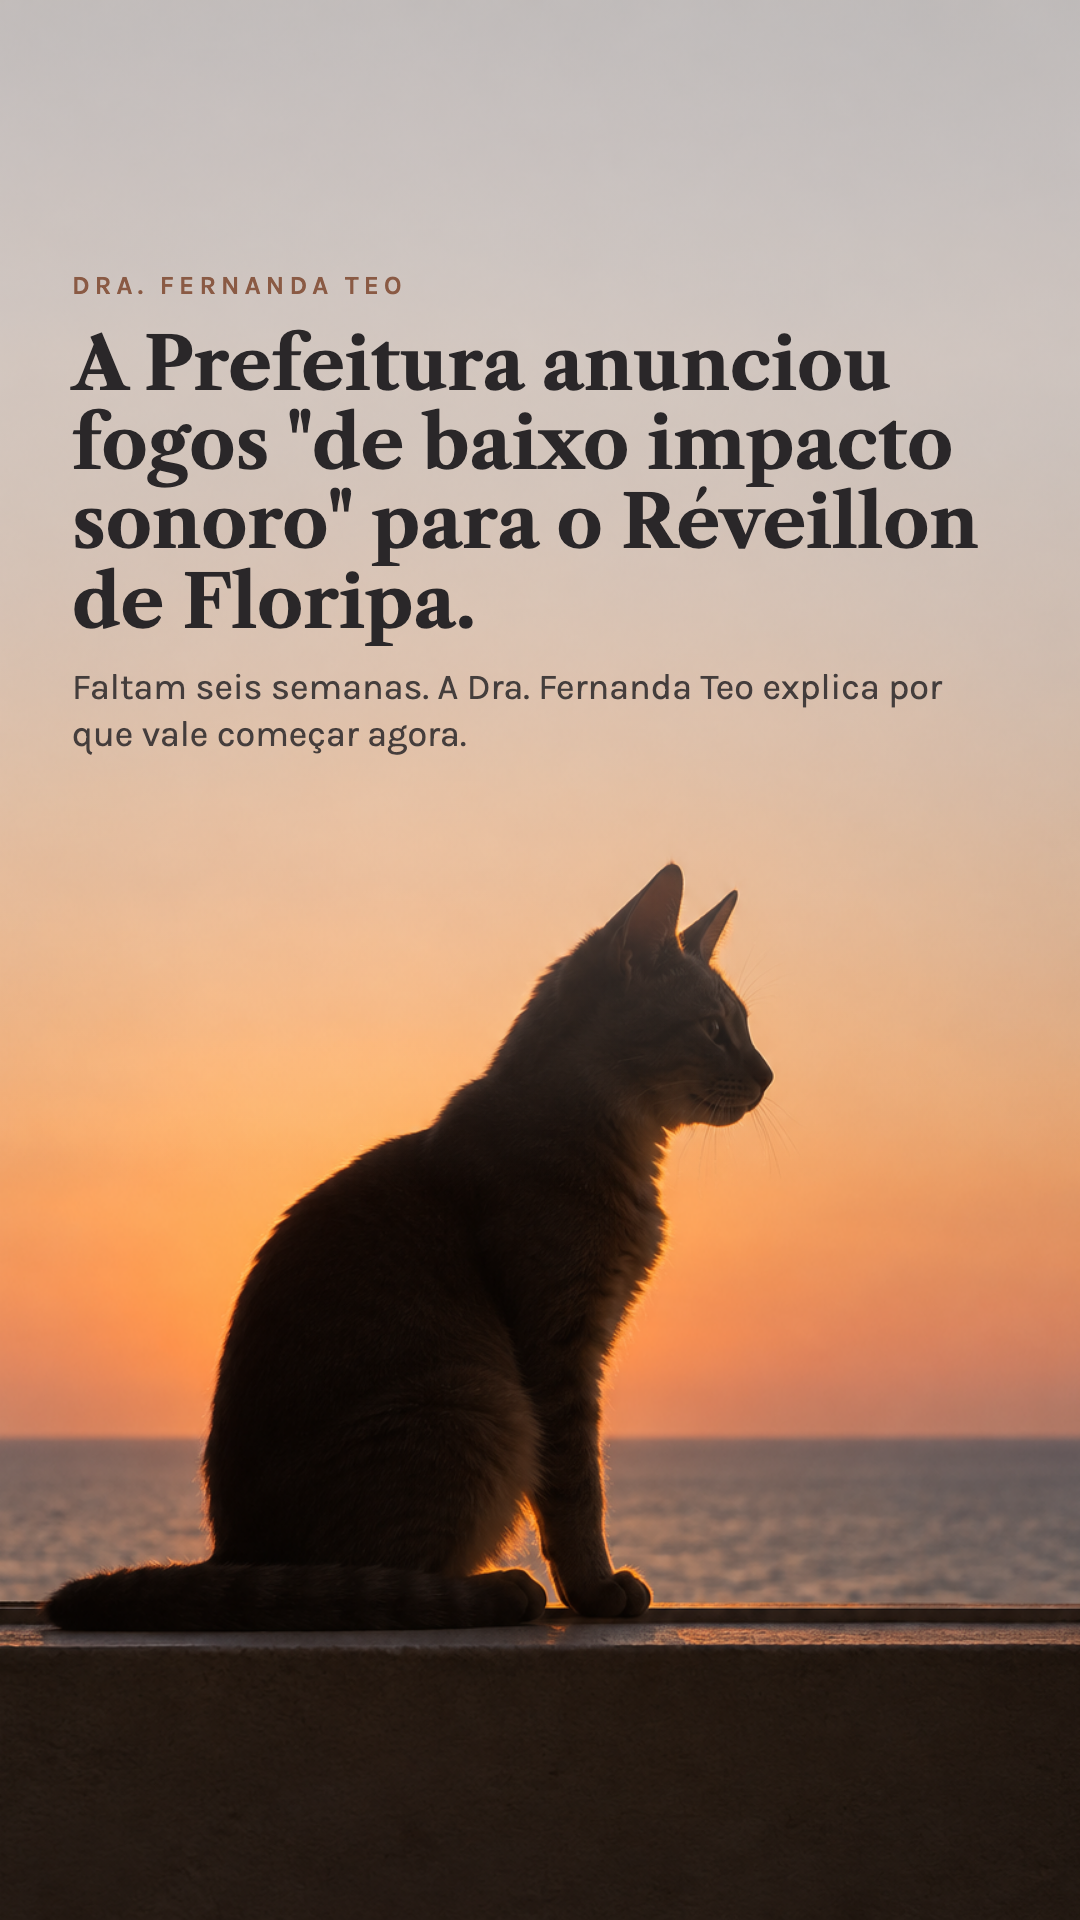 DRA. FERNANDA TEO
A Prefeitura anunciou
fogos "de baixo impacto
sonoro" para o Réveillon
de Floripa.
Faltam seis semanas. A Dra. Fernanda Teo explica por
que vale começar agora.